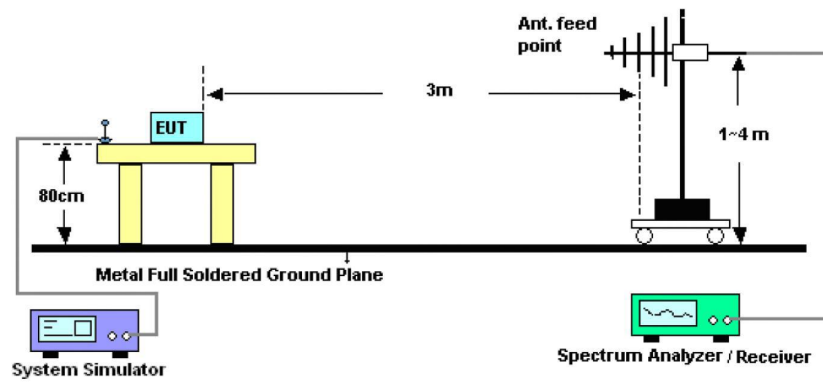 Ant. feed
point
3m
EUT
1~4 m
80cm
Metal Full Soldered Ground Plane
System Simulator
Spectrum Analyzer / Receiver